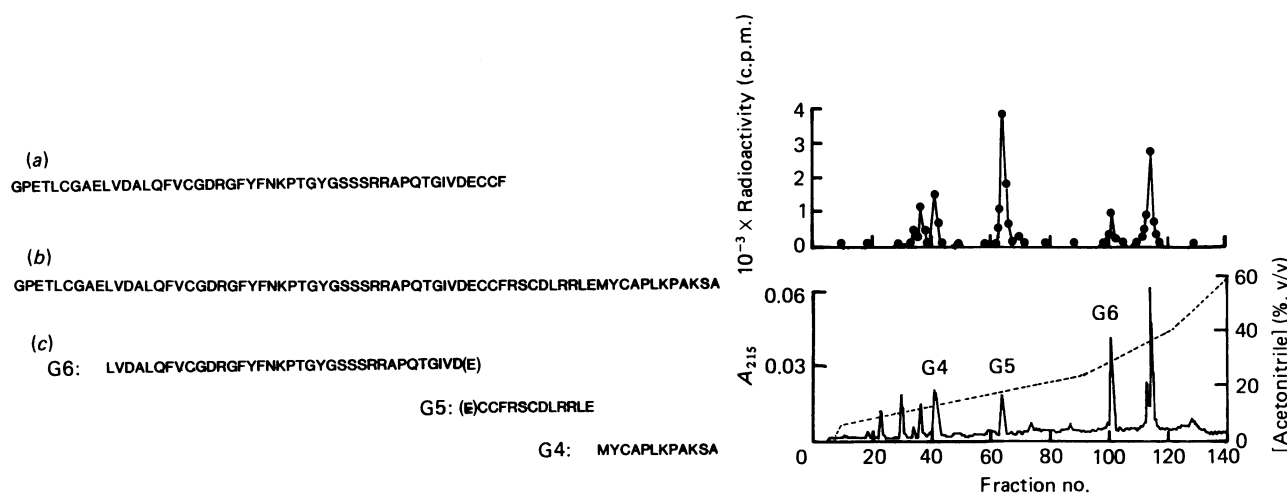 (a)
GPETLCGAELVDALQFVCGDRGFYFNKPTGYGSSSRRAPQTGIVDECCF
(b)
GPETLCGAELVDALQFVCGDRGFYFNKPTGYGSSSRRAPQTGIVDECCFRSCDLRRLEMYCAPLKPAKSA
(c)
G6: LVDALQFVCGDRGFYFNKPTGYGSSSRRAPQTGIVD(E)
G5: (E)CCFRSCDLRRLE
G4: MYCAPLKPAKSA
10⁻³ × Radioactivity (c.p.m.)
4
3
2
1
0
A₂₁₅
0.06
0.03
0
G4
G5
G6
60
40
20
0
[Acetonitrile] (%, v/v)
20 40 60 80 100 120 140
Fraction no.